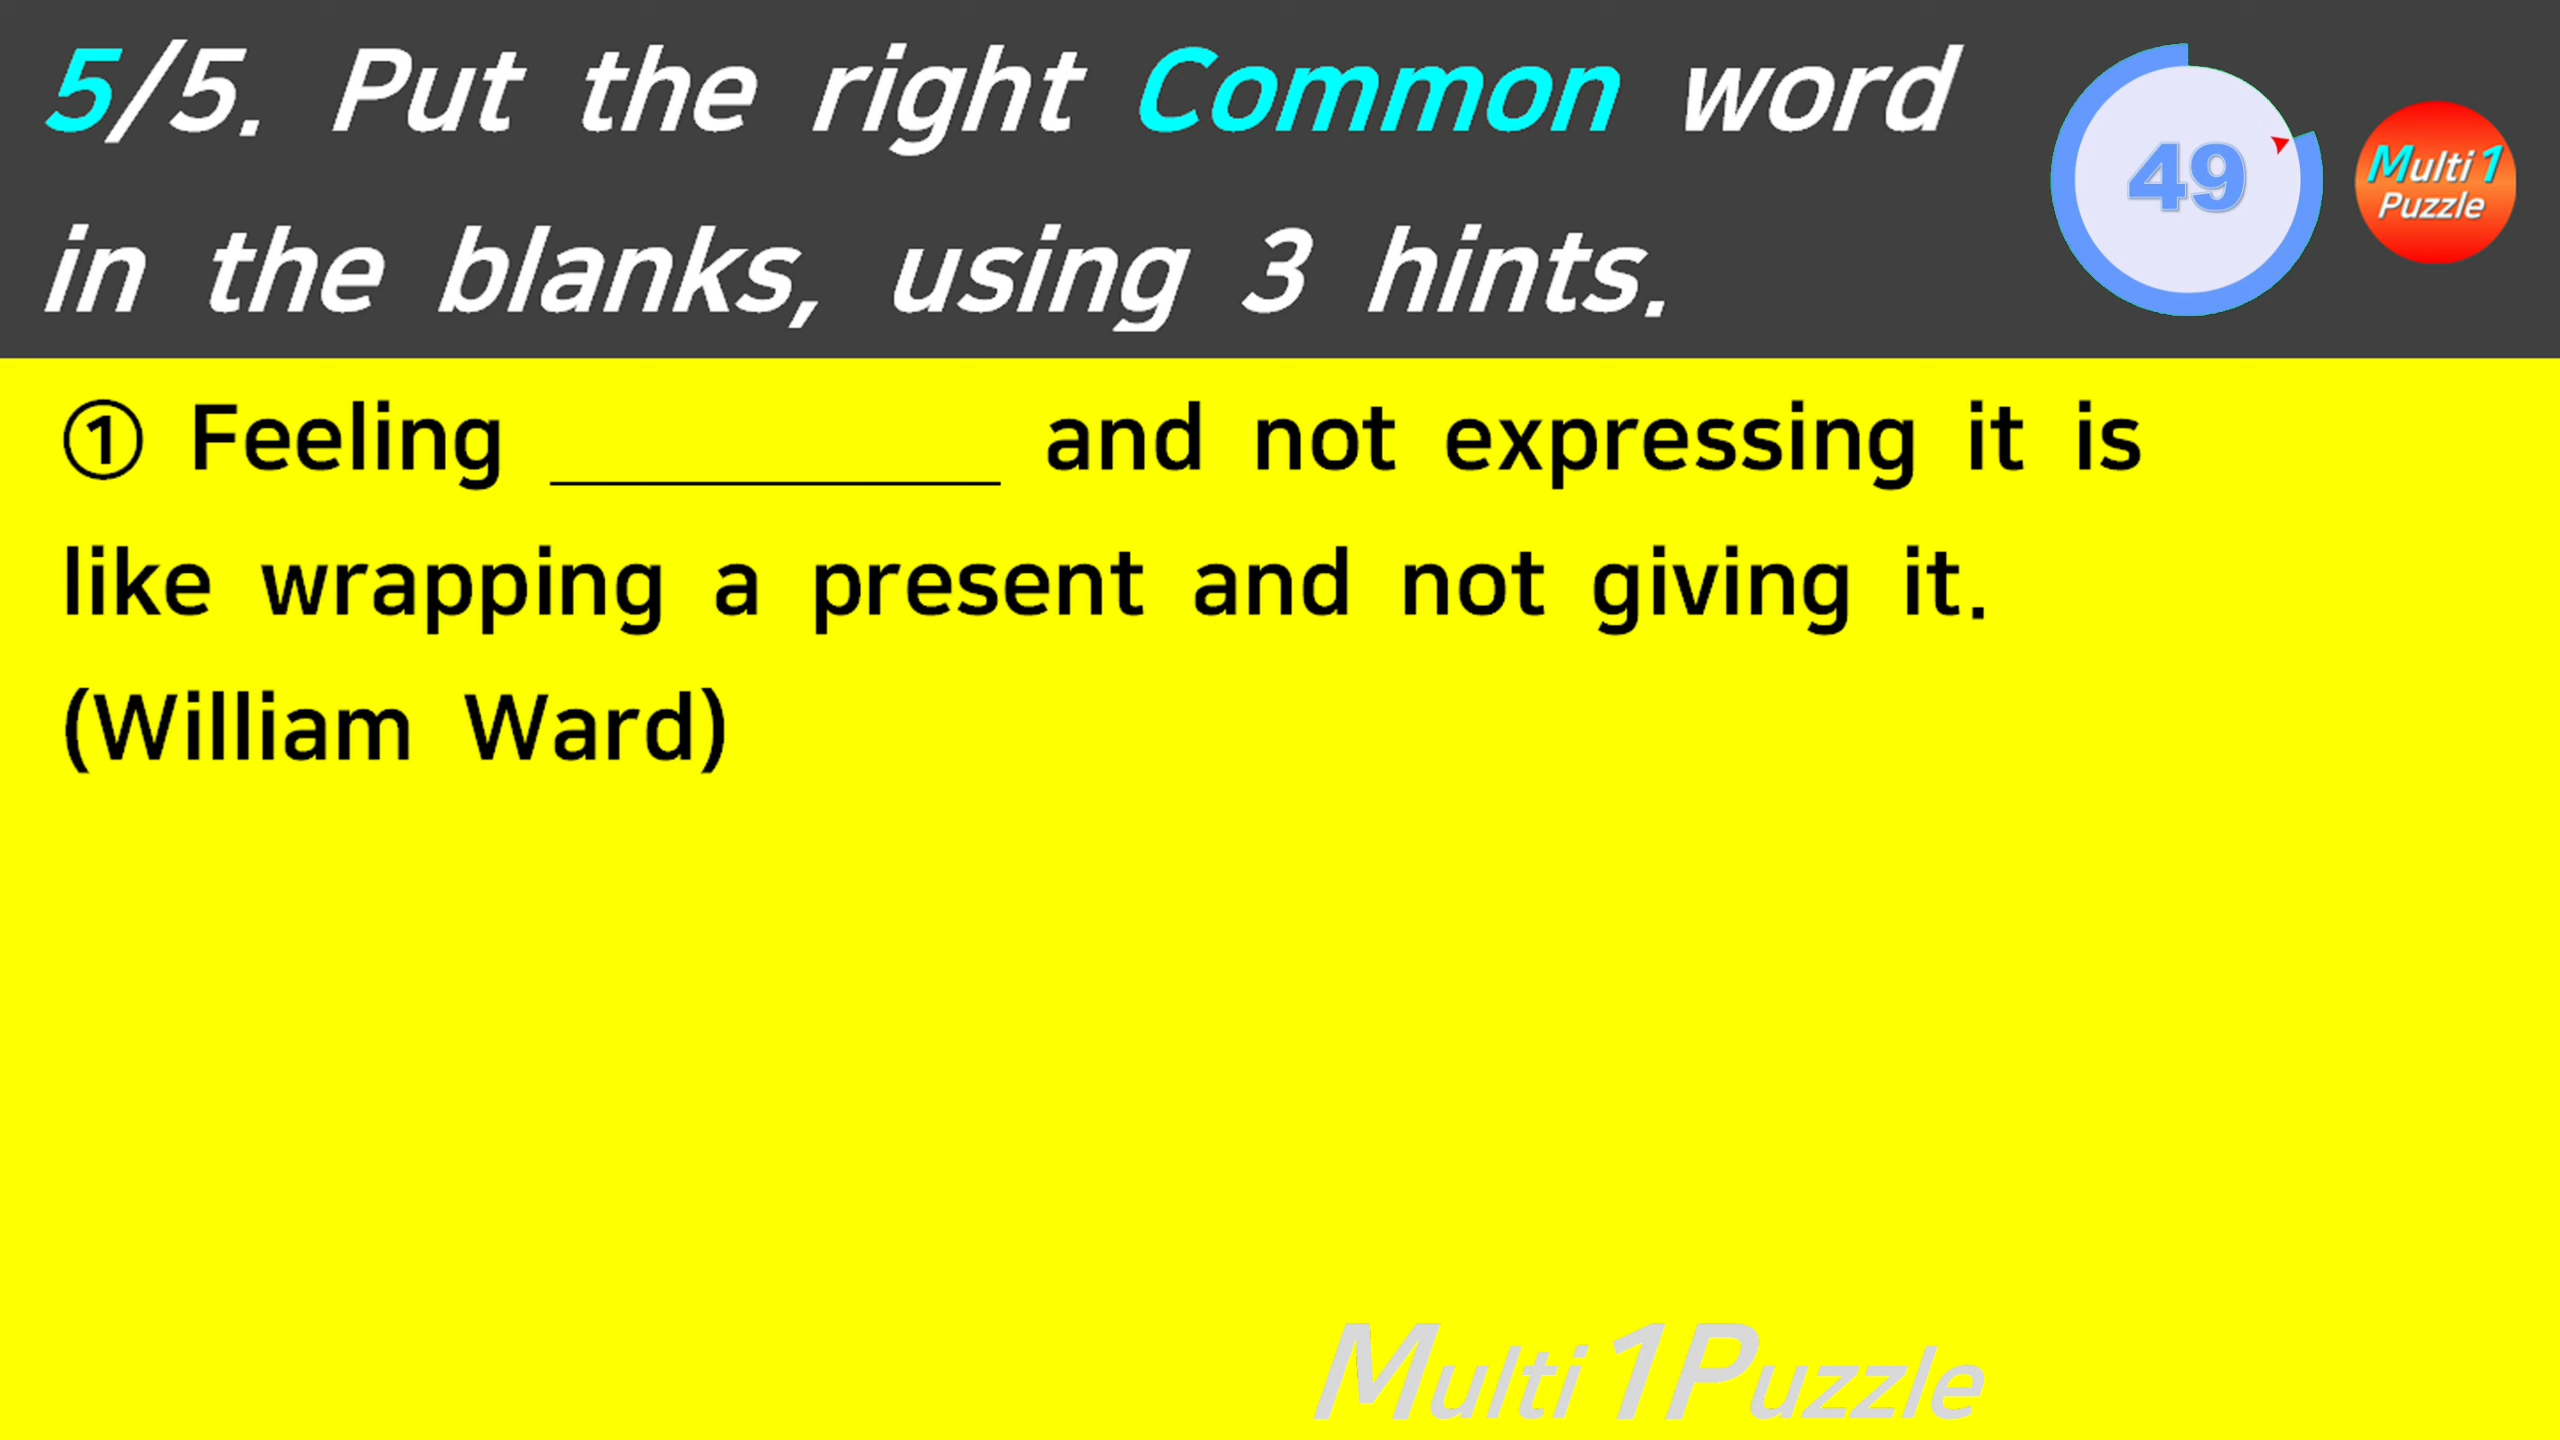 5/5. Put the right Common word
in the blanks, using 3 hints.
49
Multi 1
Puzzle
① Feeling __________ and not expressing it is
like wrapping a present and not giving it.
(William Ward)
Multi 1 Puzzle